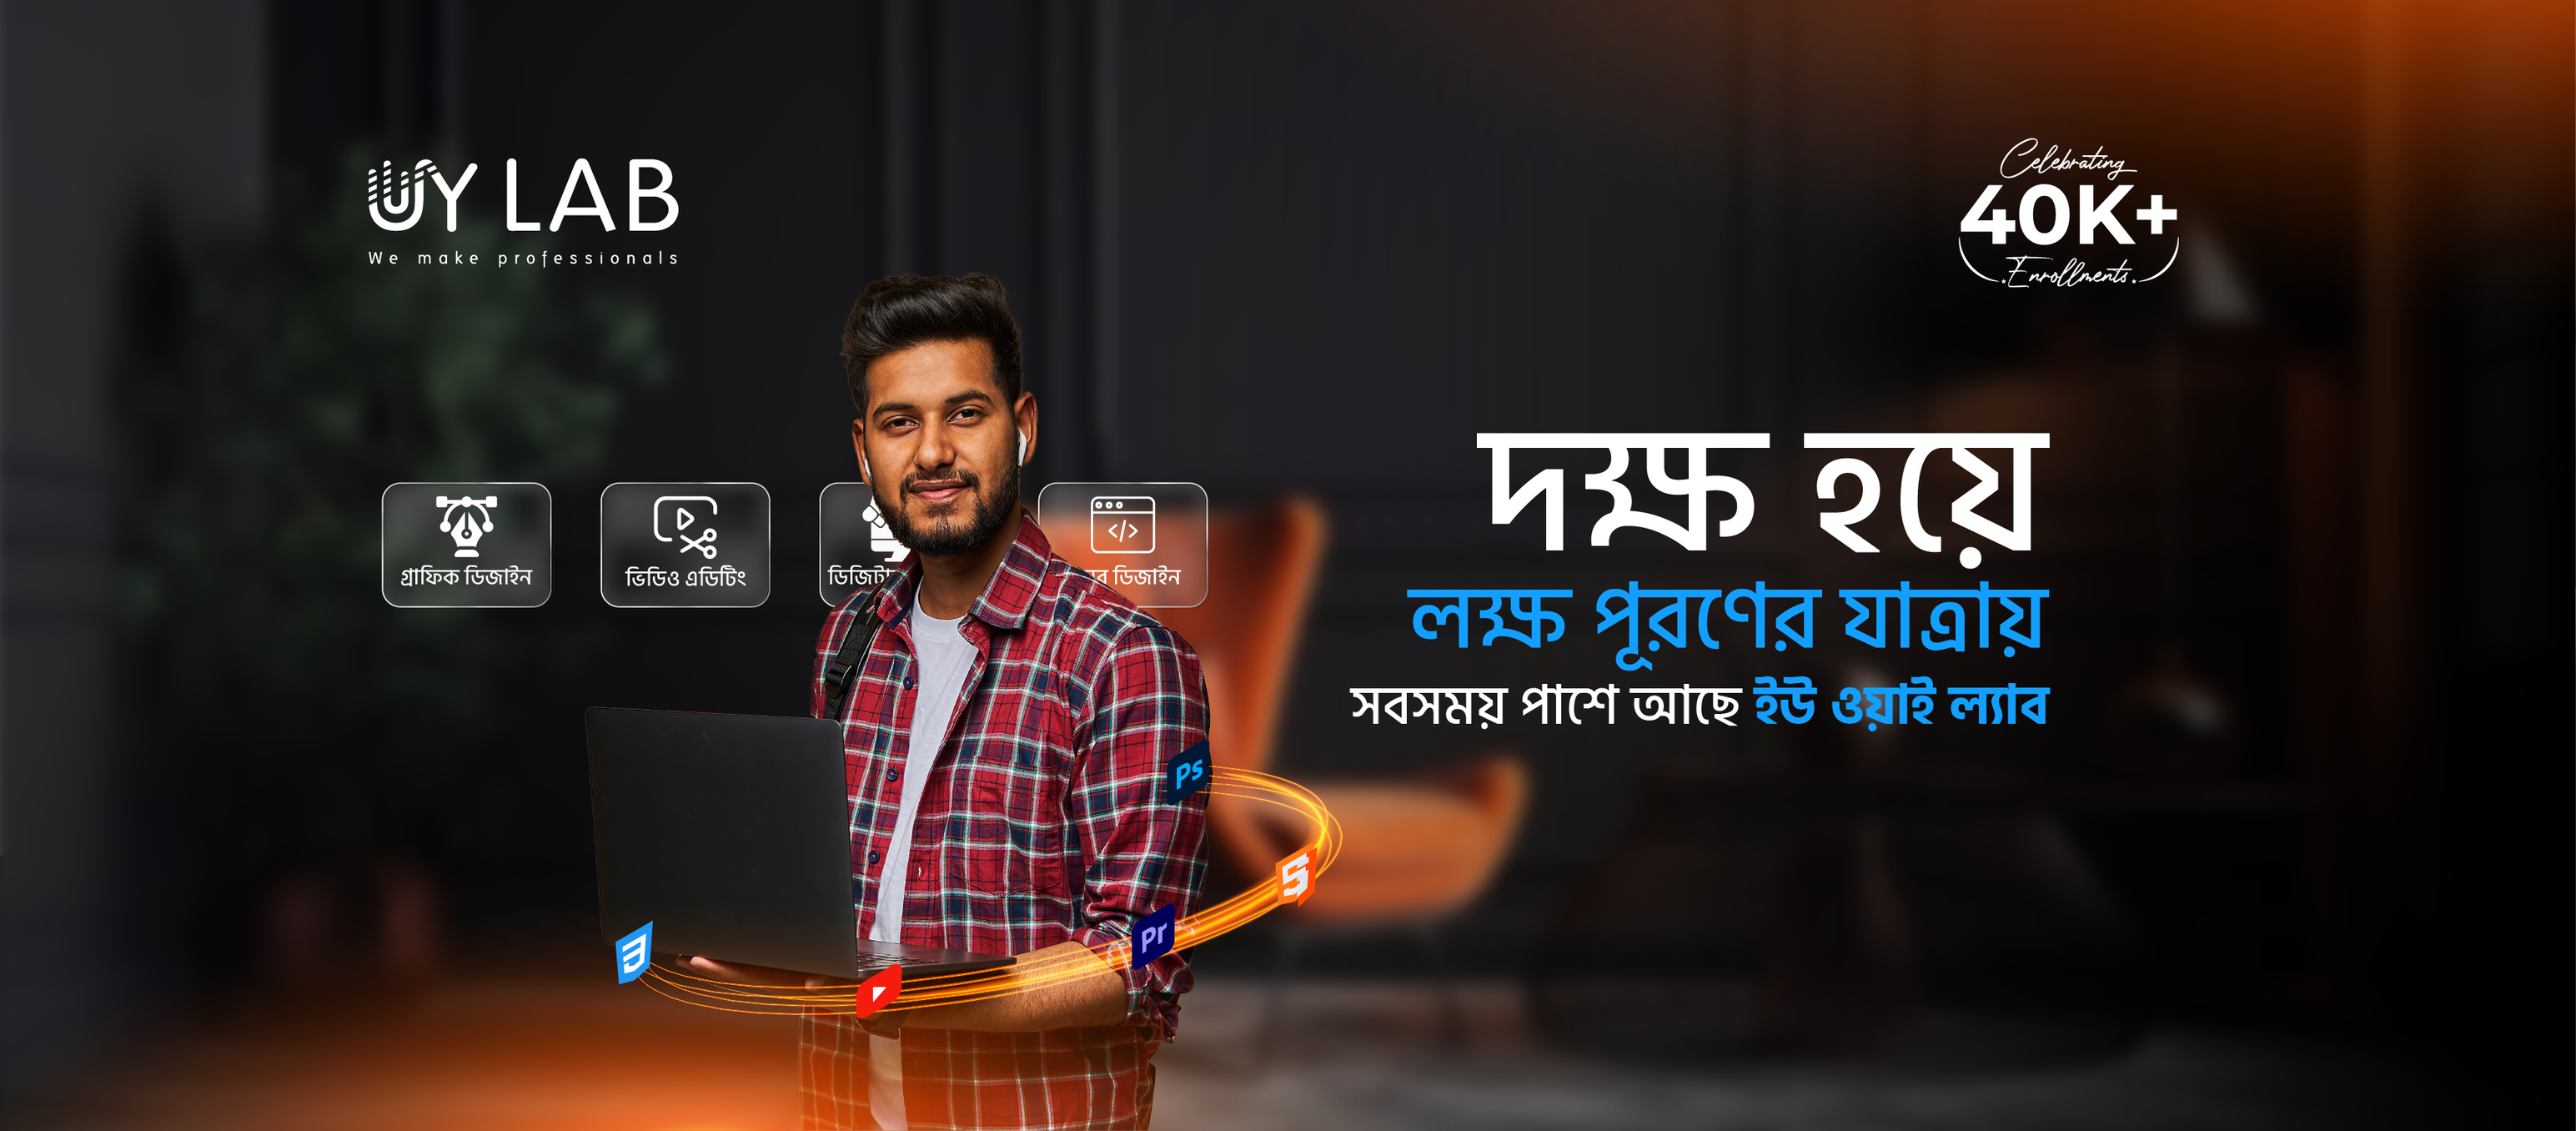 UY LAB
We make professionals
Celebrating
40K+
Enrollments
গ্রাফিক ডিজাইন
ভিডিও এডিটিং
ডিজাইন
দক্ষ হয়ে
লক্ষ পূরণের যাত্রায়
সবসময় পাশে আছে ইউ ওয়াই ল্যাব
Ps
Pr